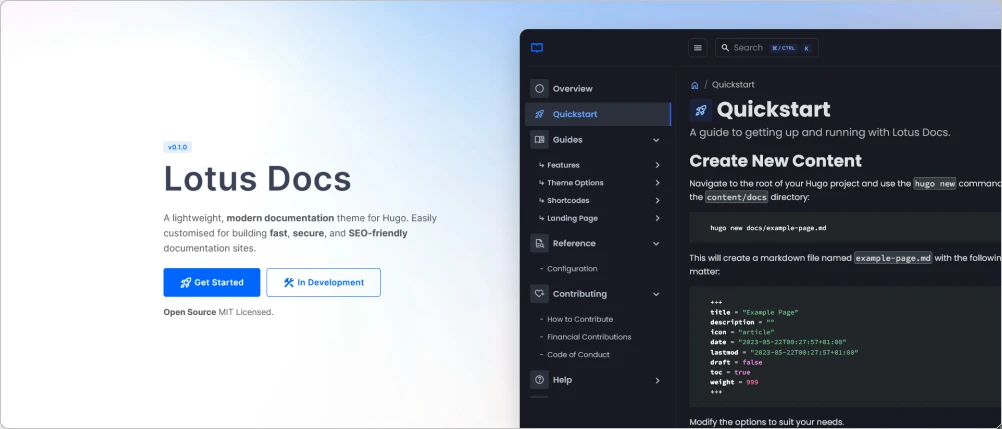 v0.1.0
Lotus Docs
A lightweight, modern documentation theme for Hugo. Easily
customised for building fast, secure, and SEO-friendly
documentation sites.
Get Started
In Development
Open Source MIT Licensed.
Search ⌘/CTRL K
Overview
Quickstart
Guides
↳ Features
↳ Theme Options
↳ Shortcodes
↳ Landing Page
Reference
- Configuration
Contributing
- How to Contribute
- Financial Contributions
- Code of Conduct
Help
/ Quickstart
Quickstart
A guide to getting up and running with Lotus Docs.
Create New Content
Navigate to the root of your Hugo project and use the hugo new command
the content/docs directory:
hugo new docs/example-page.md
This will create a markdown file named example-page.md with the following
matter:
+++
title = "Example Page"
description = ""
icon = "article"
date = "2023-05-22T00:27:57+01:00"
lastmod = "2023-05-22T00:27:57+01:00"
draft = false
toc = true
weight = 999
+++
Modify the options to suit your needs.